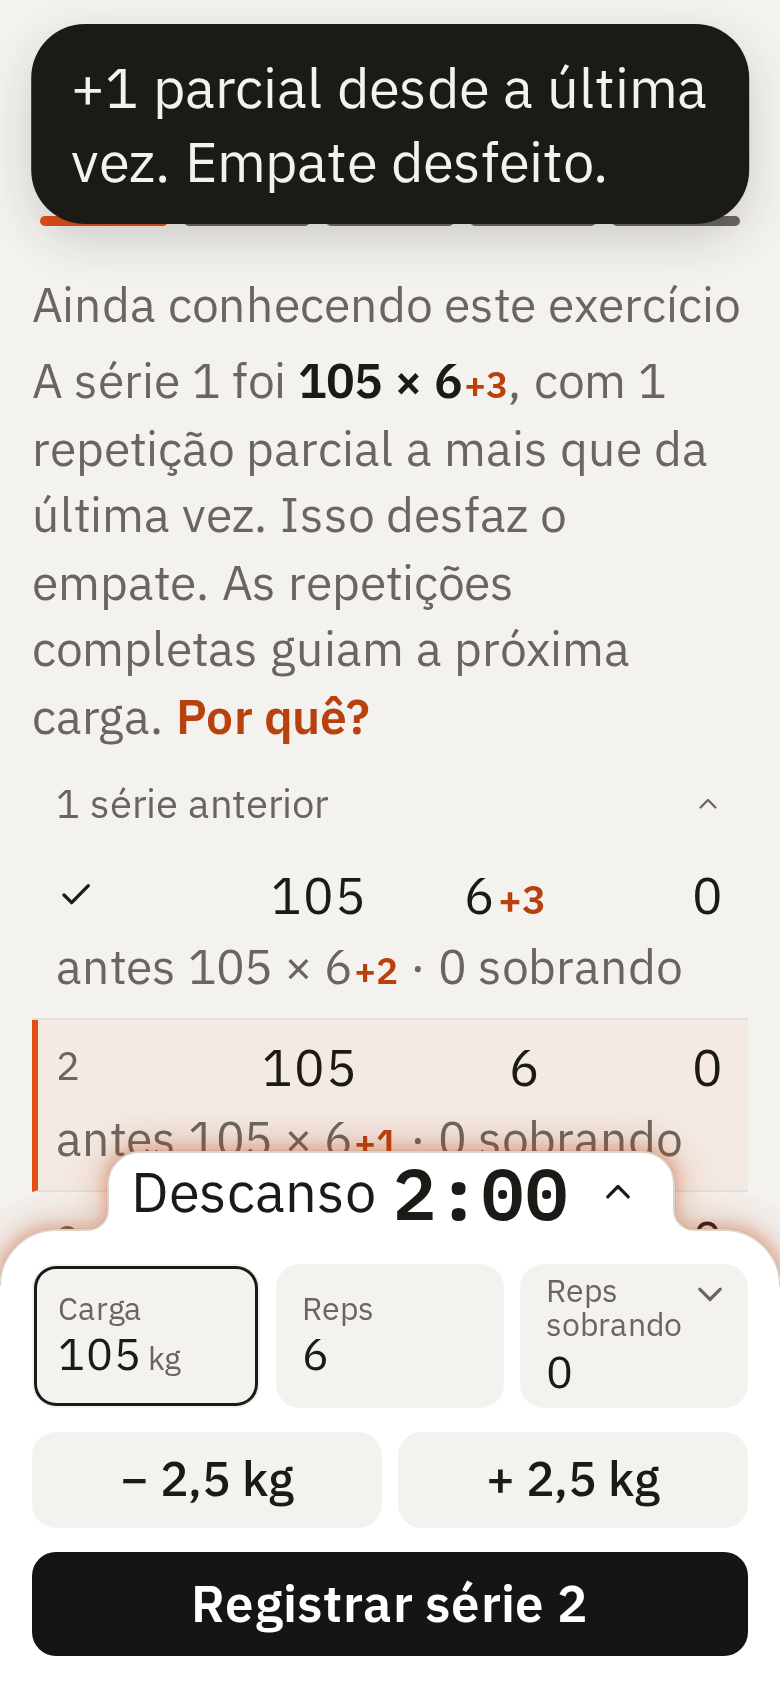 +1 parcial desde a última
vez. Empate desfeito.
Ainda conhecendo este exercício
A série 1 foi 105 × 6+3, com 1
repetição parcial a mais que da
última vez. Isso desfaz o
empate. As repetições
completas guiam a próxima
carga. Por quê?
1 série anterior
105 6+3 0
antes 105 × 6+2 · 0 sobrando
2 105 6 0
antes 105 × 6+1 · 0 sobrando
Descanso 2:00
Carga
105 kg
Reps
6
Reps
sobrando
0
− 2,5 kg
+ 2,5 kg
Registrar série 2